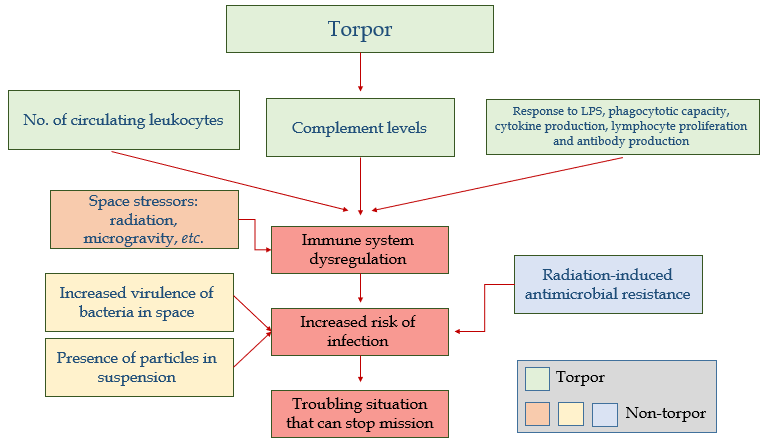 Torpor
No. of circulating leukocytes
Complement levels
Response to LPS, phagocytotic capacity,
cytokine production, lymphocyte proliferation
and antibody production
Space stressors:
radiation,
microgravity, etc.
Immune system
dysregulation
Increased virulence of
bacteria in space
Radiation-induced
antimicrobial resistance
Increased risk of
infection
Presence of particles in
suspension
Troubling situation
that can stop mission
Torpor
Non-torpor